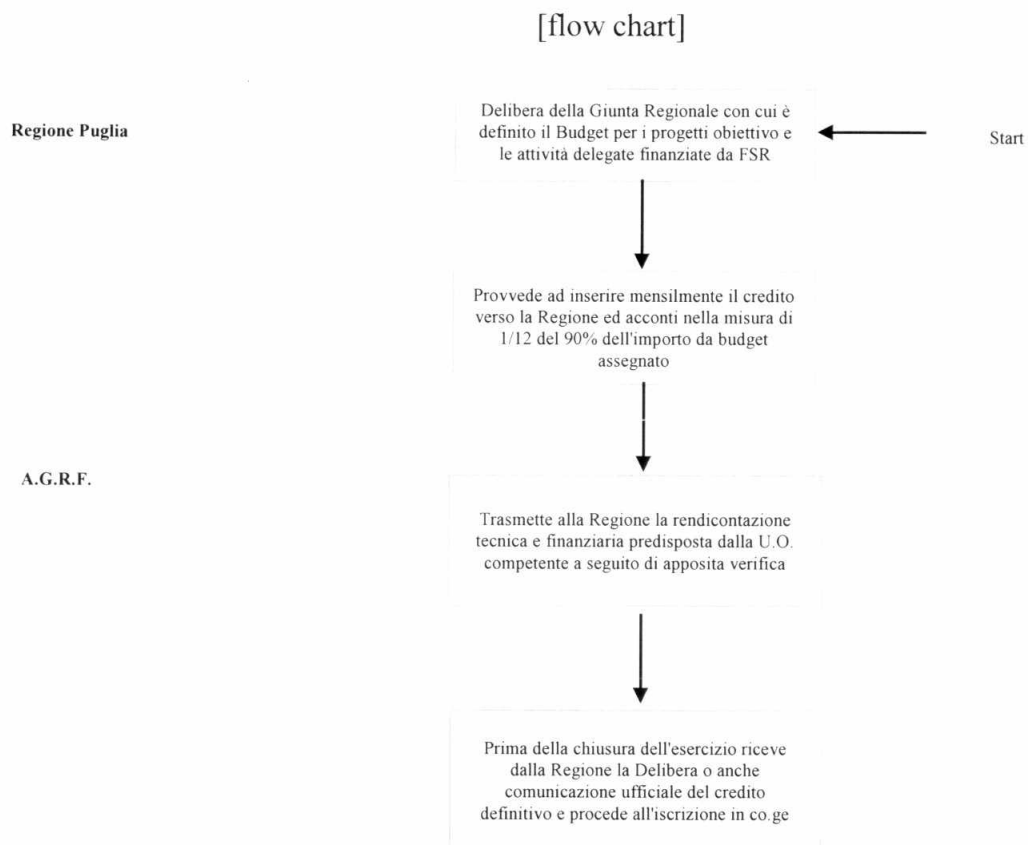 [flow chart]
Regione Puglia
Delibera della Giunta Regionale con cui è
definito il Budget per i progetti obiettivo e
le attività delegate finanziate da FSR
Start
Provvede ad inserire mensilmente il credito
verso la Regione ed acconti nella misura di
1/12 del 90% dell'importo da budget
assegnato
A.G.R.F.
Trasmette alla Regione la rendicontazione
tecnica e finanziaria predisposta dalla U.O.
competente a seguito di apposita verifica
Prima della chiusura dell'esercizio riceve
dalla Regione la Delibera o anche
comunicazione ufficiale del credito
definitivo e procede all'iscrizione in co.ge